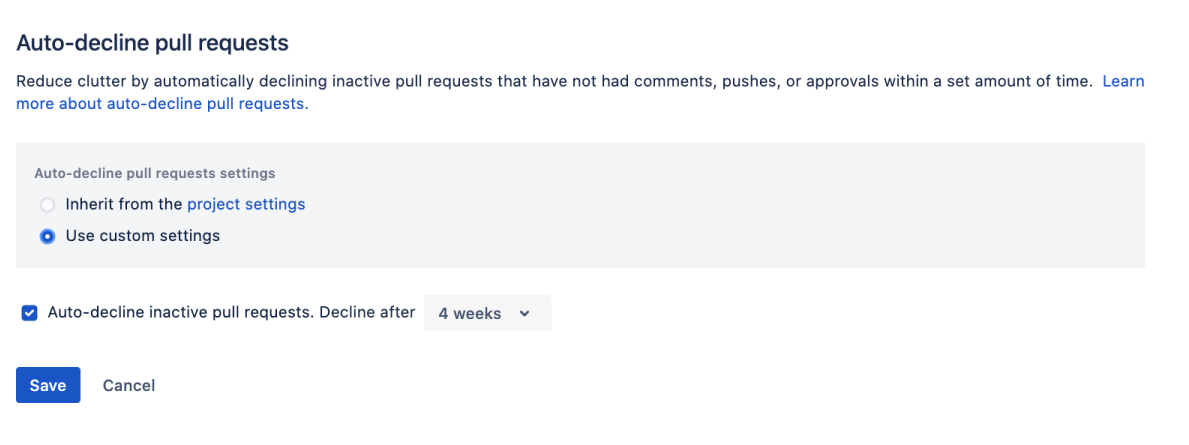 Auto-decline pull requests
Reduce clutter by automatically declining inactive pull requests that have not had comments, pushes, or approvals within a set amount of time. Learn
more about auto-decline pull requests.
Auto-decline pull requests settings
Inherit from the project settings
Use custom settings
Auto-decline inactive pull requests. Decline after 4 weeks
Save Cancel